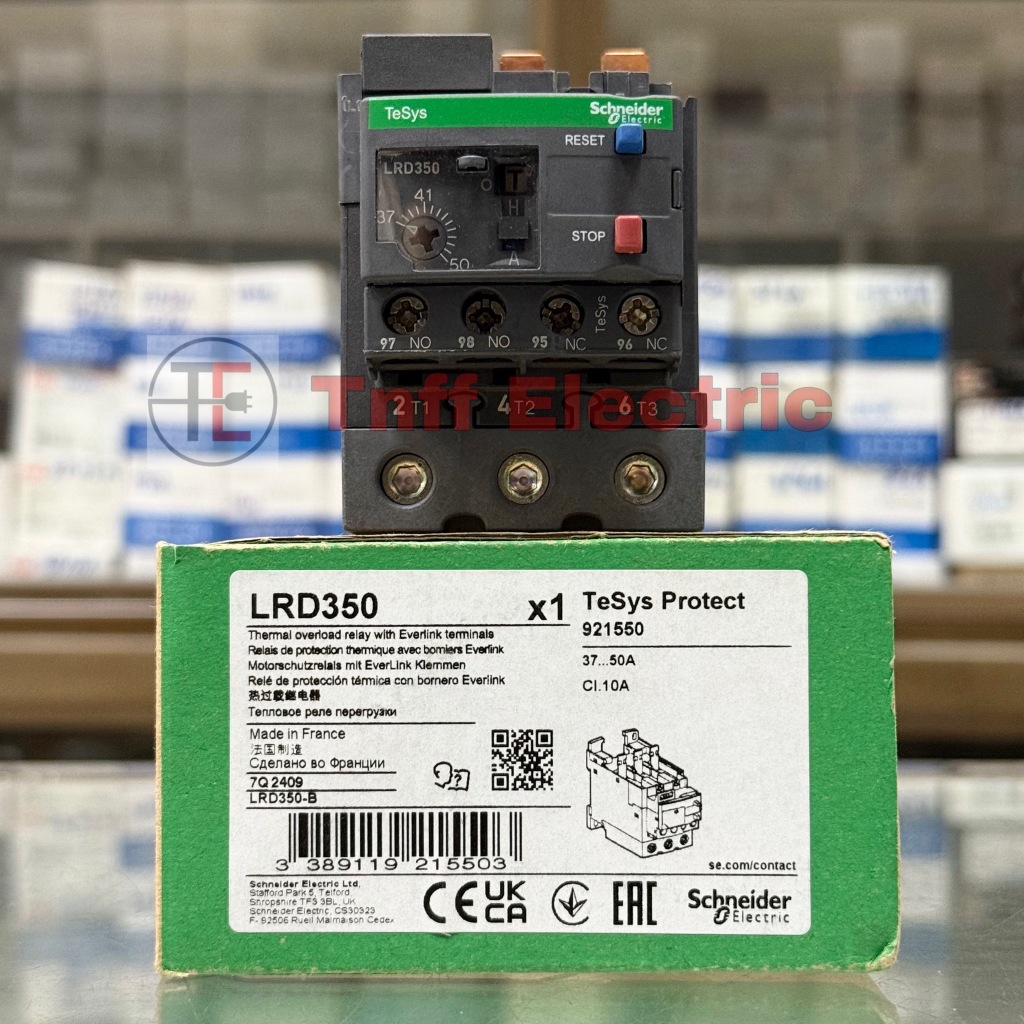 TeSys
Schneider
Electric
RESET
LRD350
O
T
41
37
H
STOP
50
A
TeSys
97 NO 98 NO 95 NC 96 NC
TE Tnff Electric
2 T1 4 T2 6 T3
LRD350 x1 TeSys Protect
921550
Thermal overload relay with Everlink terminals
Relais de protection thermique avec borniers Everlink
Motorschutzrelais mit EverLink Klemmen
Relé de protección térmica con bornero Everlink
热过载继电器
Тепловое реле перегрузки
37...50A
Cl.10A
Made in France
法国制造
Сделано во Франции
7Q 2409
LRD350-B
3 389119 215503
se.com/contact
Schneider Electric Ltd,
Stafford Park 5, Telford
Shropshire TF3 3BL, UK
Schneider Electric, CS30323
F- 92506 Rueil Malmaison Cedex
CE UK CA EAC
Schneider
Electric